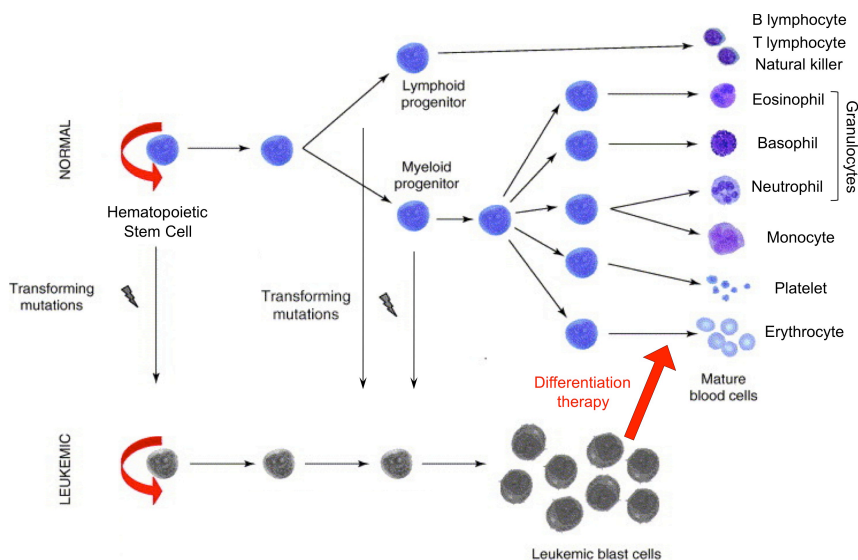 B lymphocyte
T lymphocyte
Natural killer
Lymphoid
progenitor
Eosinophil
Granulocytes
Basophil
NORMAL
Myeloid
progenitor
Neutrophil
Hematopoietic
Stem Cell
Monocyte
Transforming
mutations
Transforming
mutations
Platelet
Erythrocyte
Differentiation
therapy
Mature
blood cells
LEUKEMIC
Leukemic blast cells